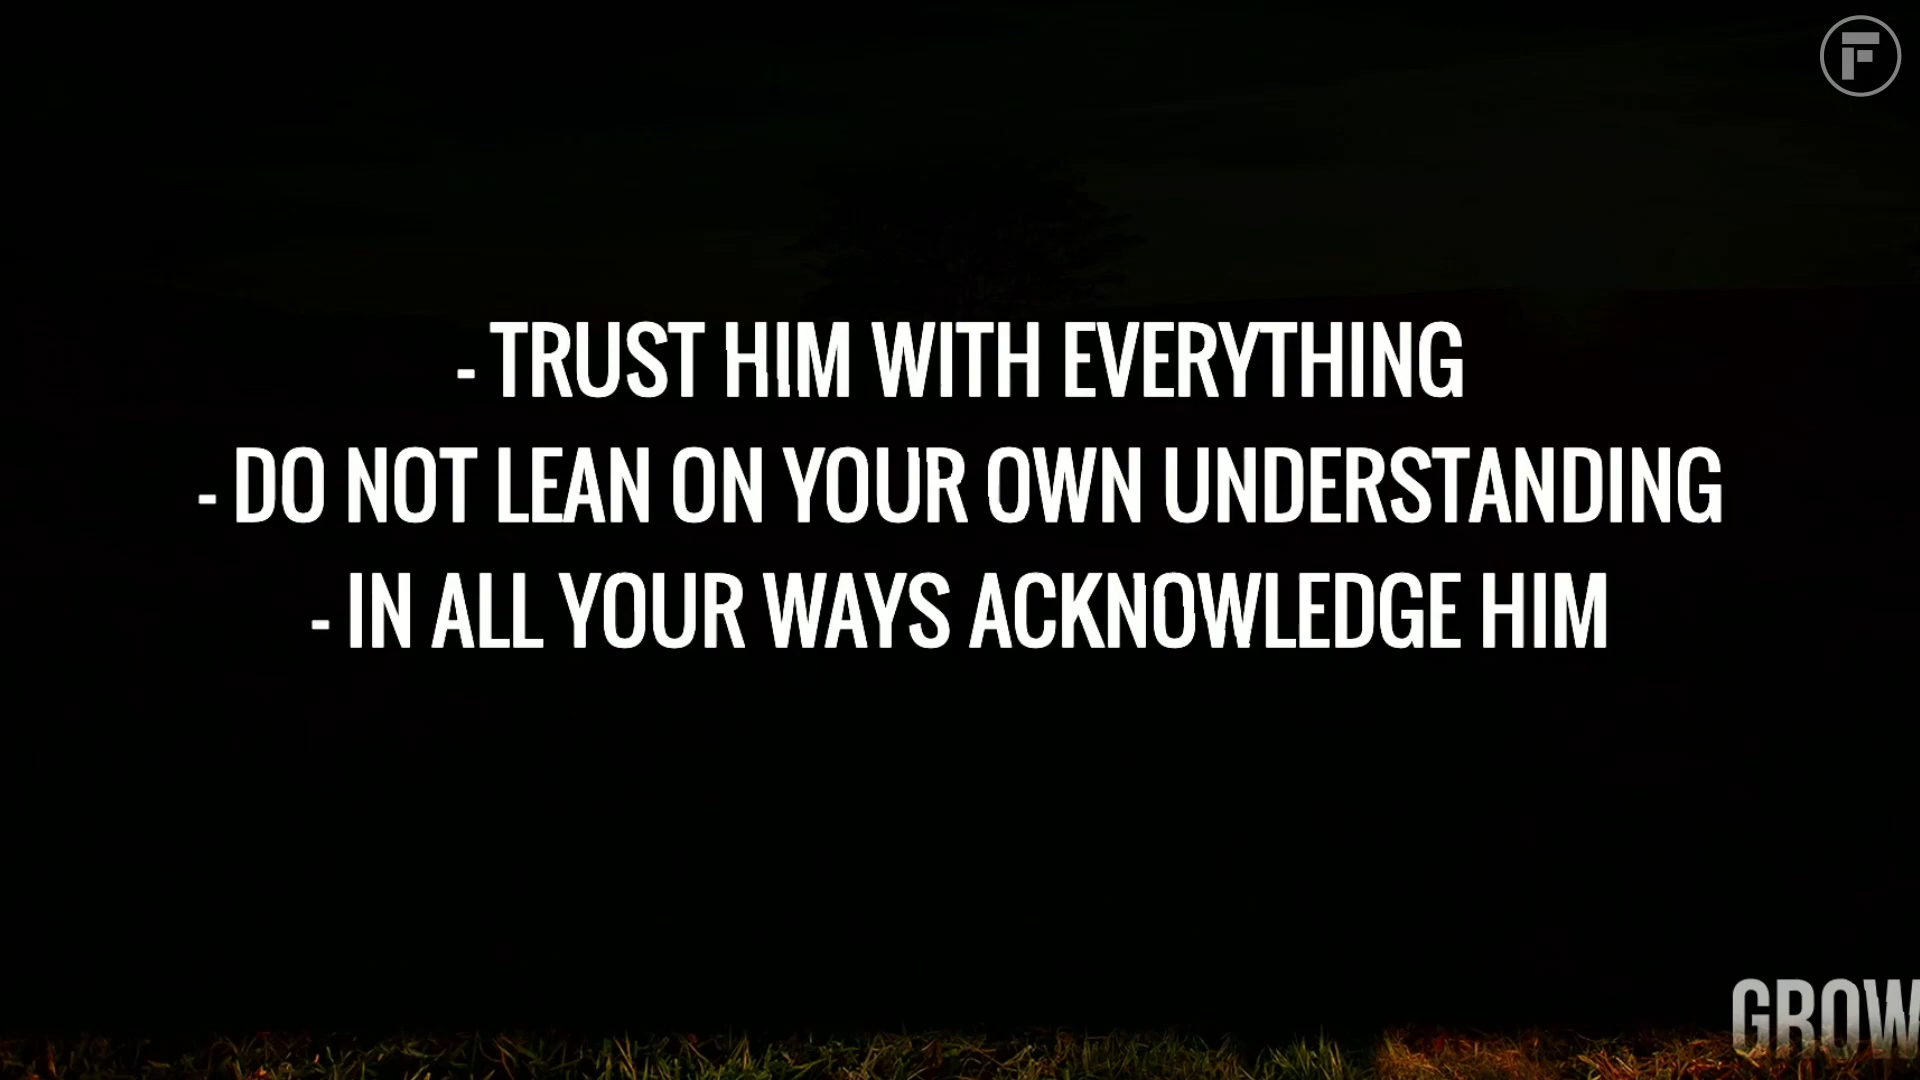 F
- TRUST HIM WITH EVERYTHING
- DO NOT LEAN ON YOUR OWN UNDERSTANDING
- IN ALL YOUR WAYS ACKNOWLEDGE HIM
GROW